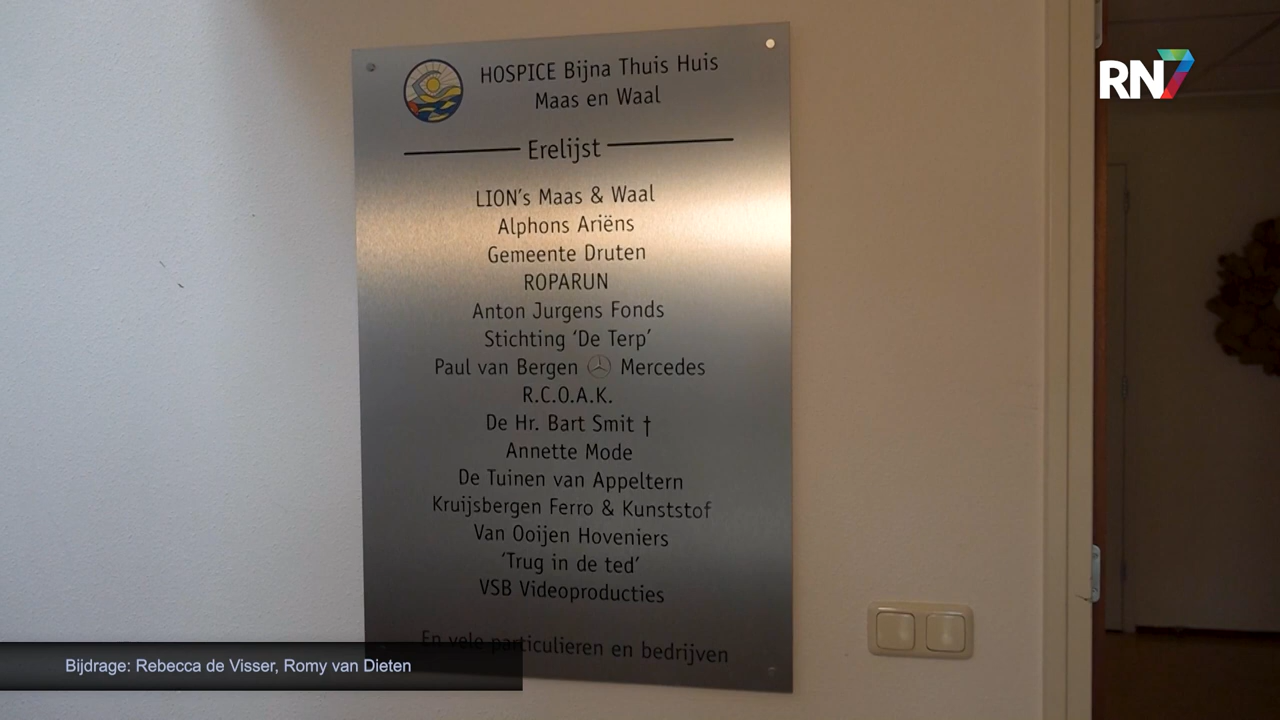 HOSPICE Bijna Thuis Huis
Maas en Waal
Erelijst
LION's Maas & Waal
Alphons Ariëns
Gemeente Druten
ROPARUN
Anton Jurgens Fonds
Stichting 'De Terp'
Paul van Bergen Mercedes
R.C.O.A.K.
De Hr. Bart Smit †
Annette Mode
De Tuinen van Appeltern
Kruijsbergen Ferro & Kunststof
Van Ooijen Hoveniers
'Trug in de ted'
VSB Videoproducties
En vele particulieren en bedrijven
RN7
Bijdrage: Rebecca de Visser, Romy van Dieten